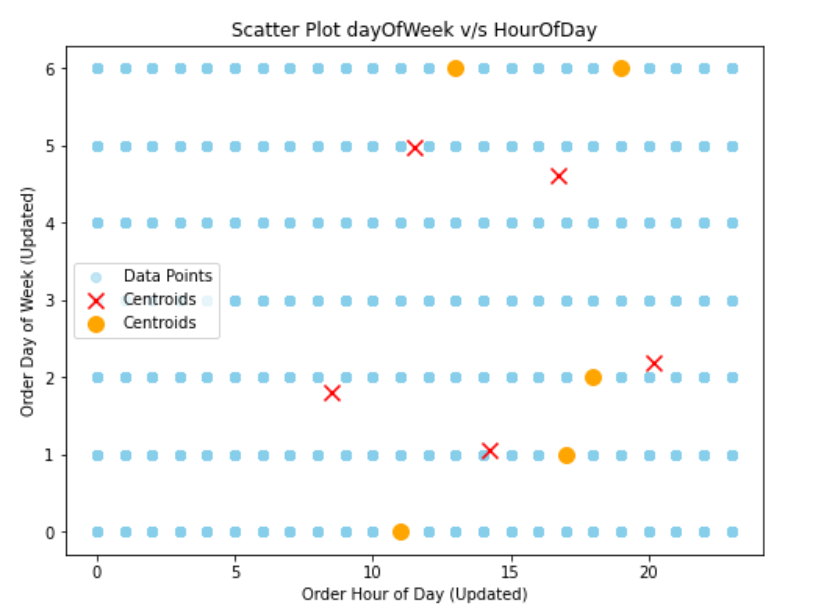 Scatter Plot dayOfWeek v/s HourOfDay
Order Day of Week (Updated)
6
5
4
3
2
1
0
Data Points
Centroids
Centroids
0 5 10 15 20
Order Hour of Day (Updated)